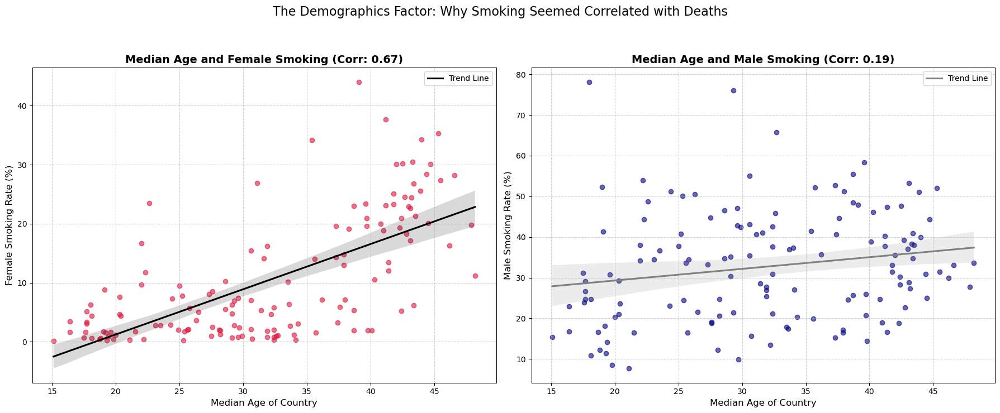 The Demographics Factor: Why Smoking Seemed Correlated with Deaths
Median Age and Female Smoking (Corr: 0.67)
Trend Line
40
30
20
10
0
Female Smoking Rate (%)
15 20 25 30 35 40 45
Median Age of Country
Median Age and Male Smoking (Corr: 0.19)
Trend Line
80
70
60
50
40
30
20
10
Male Smoking Rate (%)
15 20 25 30 35 40 45
Median Age of Country